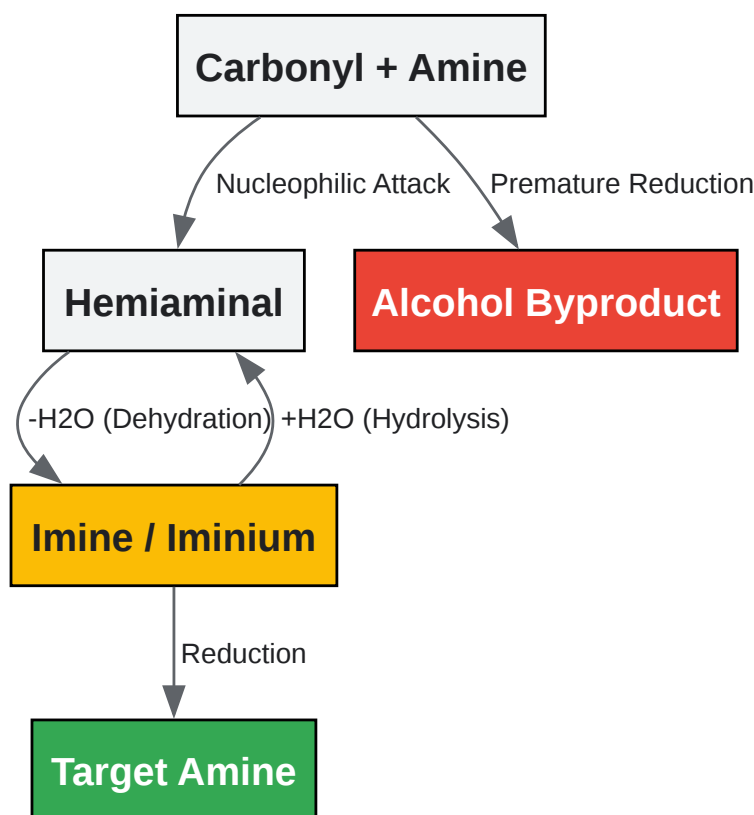 Carbonyl + Amine
Nucleophilic Attack
Premature Reduction
Hemiaminal
Alcohol Byproduct
-H2O (Dehydration)
+H2O (Hydrolysis)
Imine / Iminium
Reduction
Target Amine